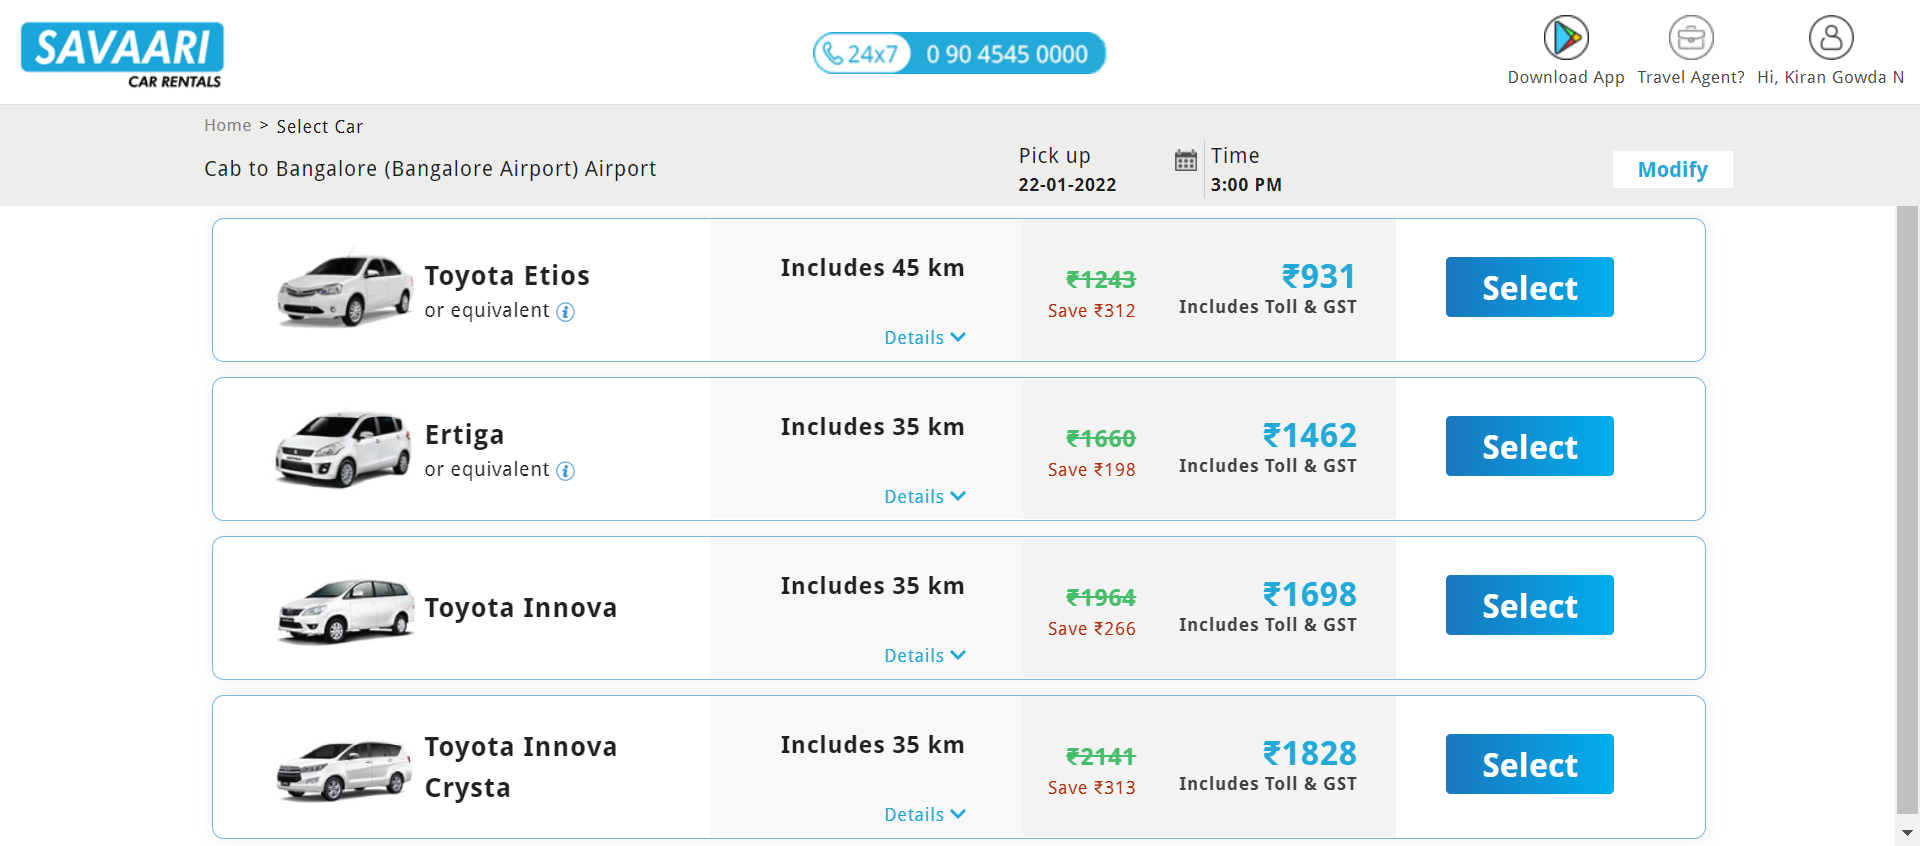 SAVAARI
CAR RENTALS
24x7 0 90 4545 0000
Download App
Travel Agent?
Hi, Kiran Gowda N
Home > Select Car
Cab to Bangalore (Bangalore Airport) Airport
Pick up
22-01-2022
Time
3:00 PM
Modify
Toyota Etios
or equivalent i
Includes 45 km
Details
₹1243
Save ₹312
₹931
Includes Toll & GST
Select
Ertiga
or equivalent i
Includes 35 km
Details
₹1660
Save ₹198
₹1462
Includes Toll & GST
Select
Toyota Innova
Includes 35 km
Details
₹1964
Save ₹266
₹1698
Includes Toll & GST
Select
Toyota Innova
Crysta
Includes 35 km
Details
₹2141
Save ₹313
₹1828
Includes Toll & GST
Select